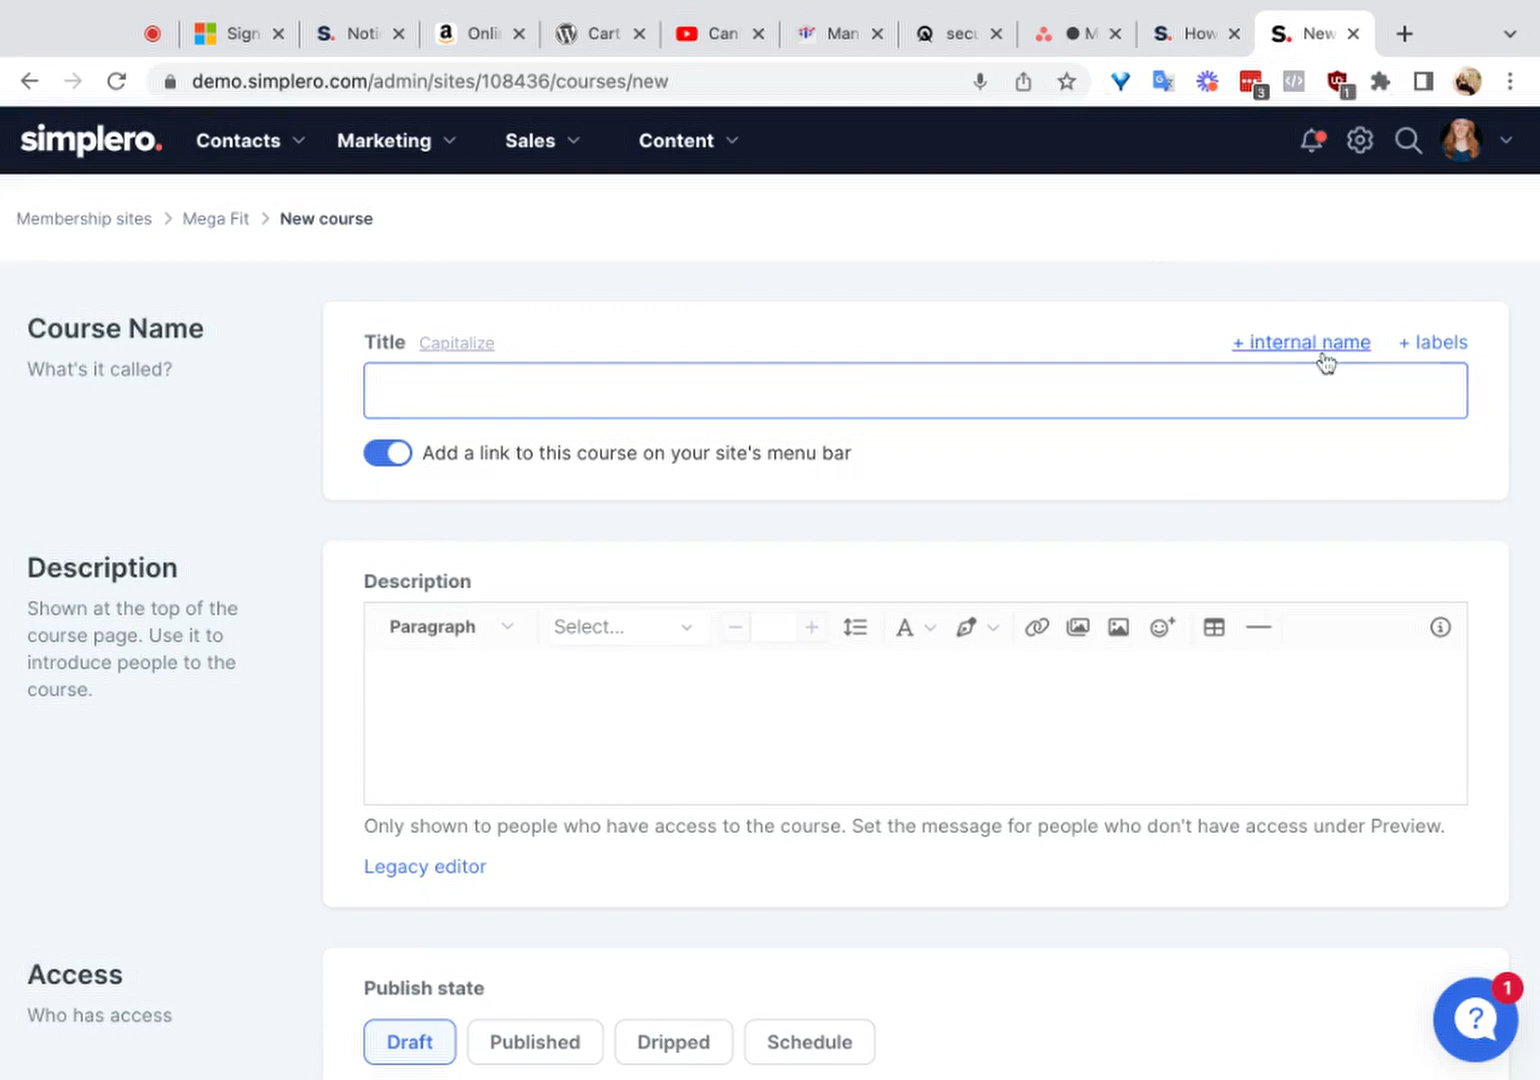 Sign
Noti
Onli
Cart
Can
Man
secu
M
How
New
demo.simplero.com/admin/sites/108436/courses/new
3
1
simplero.
Contacts
Marketing
Sales
Content
Membership sites > Mega Fit > New course
Course Name
What's it called?
Title
Capitalize
+ internal name
+ labels
Add a link to this course on your site's menu bar
Description
Shown at the top of the
course page. Use it to
introduce people to the
course.
Description
Paragraph
Select...
Only shown to people who have access to the course. Set the message for people who don't have access under Preview.
Legacy editor
Access
Who has access
Publish state
Draft
Published
Dripped
Schedule
1